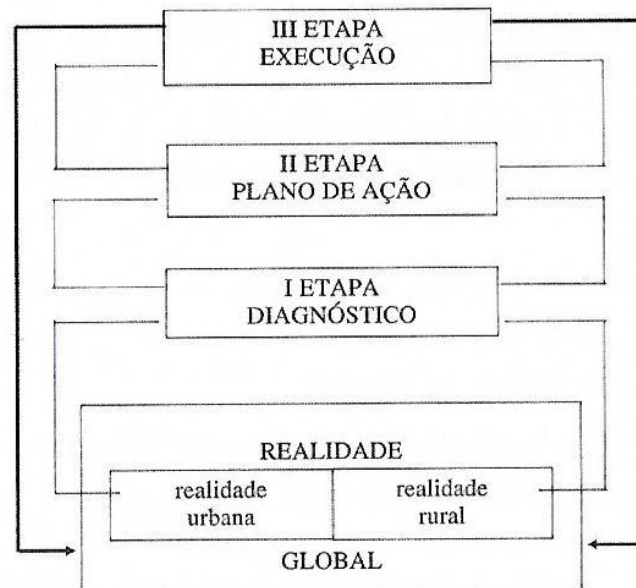 III ETAPA
EXECUÇÃO
II ETAPA
PLANO DE AÇÃO
I ETAPA
DIAGNÓSTICO
REALIDADE
realidade
urbana
realidade
rural
GLOBAL